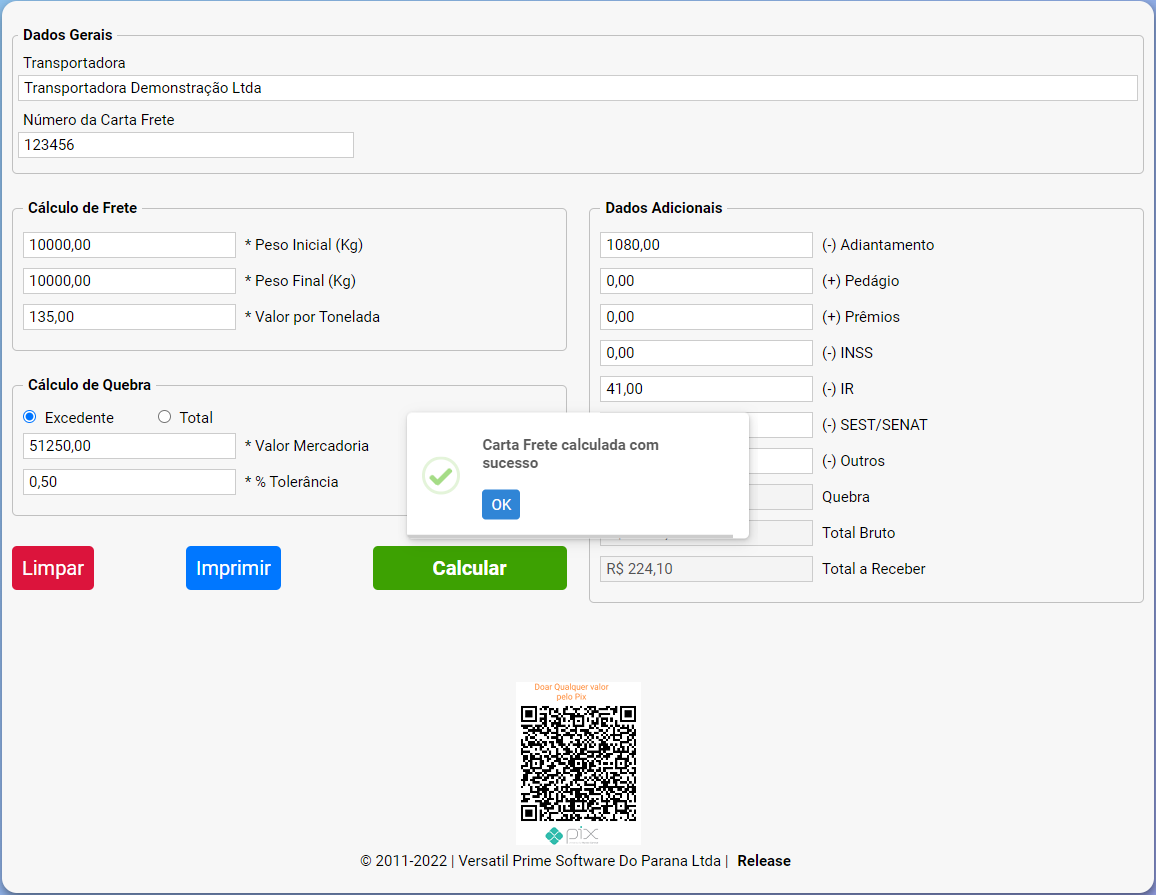 Dados Gerais
Transportadora
Transportadora Demonstração Ltda
Número da Carta Frete
123456
Cálculo de Frete
10000,00 * Peso Inicial (Kg)
10000,00 * Peso Final (Kg)
135,00 * Valor por Tonelada
Cálculo de Quebra
Excedente Total
51250,00 * Valor Mercadoria
0,50 * % Tolerância
Limpar Imprimir Calcular
Dados Adicionais
1080,00 (-) Adiantamento
0,00 (+) Pedágio
0,00 (+) Prêmios
0,00 (-) INSS
41,00 (-) IR
(-) SEST/SENAT
(-) Outros
Quebra
Total Bruto
R$ 224,10 Total a Receber
Carta Frete calculada com
sucesso
OK
Doar Qualquer valor
pelo Pix
pix
© 2011-2022 | Versatil Prime Software Do Parana Ltda | Release